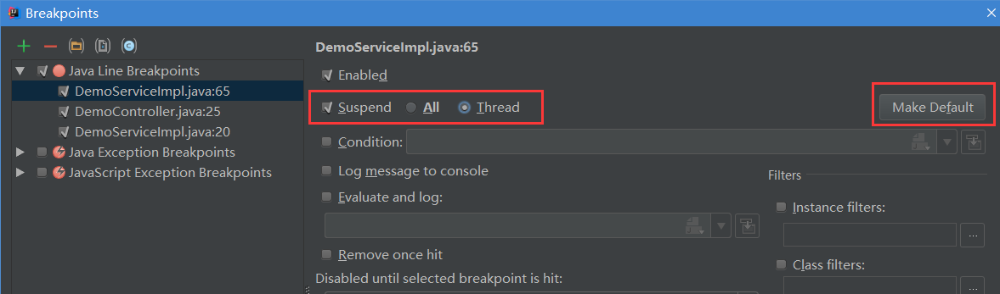 Breakpoints
DemoServiceImpl.java:65
Enabled
Java Line Breakpoints
DemoServiceImpl.java:65
DemoController.java:25
DemoServiceImpl.java:20
Java Exception Breakpoints
JavaScript Exception Breakpoints
Suspend All Thread
Make Default
Condition:
Log message to console
Evaluate and log:
Remove once hit
Disabled until selected breakpoint is hit:
Filters
Instance filters:
...
Class filters:
...